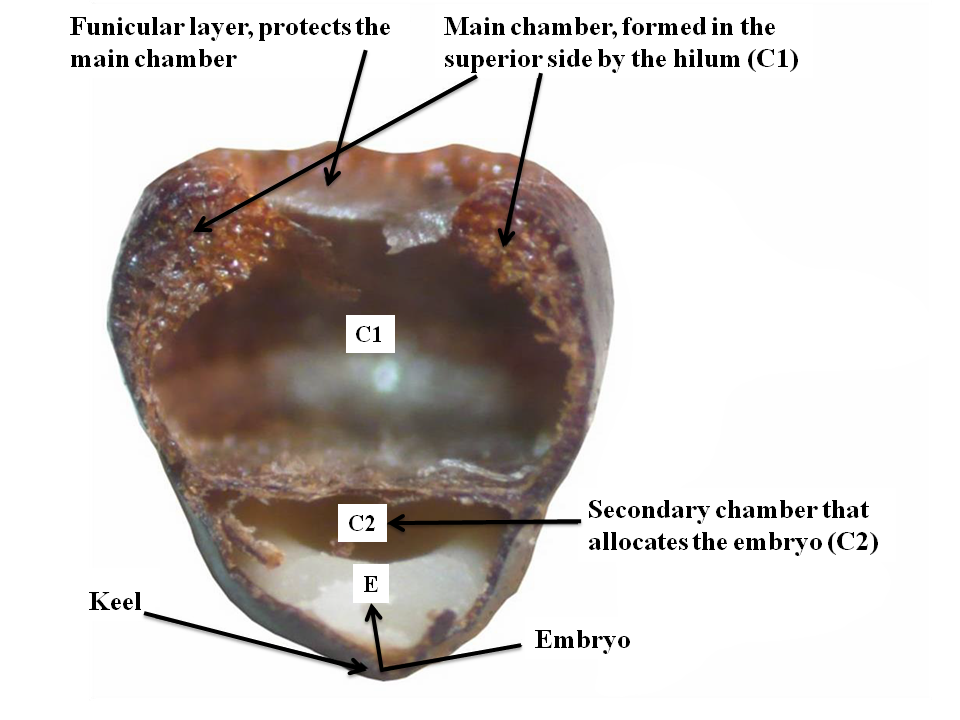 Funicular layer, protects the
main chamber
Main chamber, formed in the
superior side by the hilum (C1)
C1
C2
Secondary chamber that
allocates the embryo (C2)
E
Keel
Embryo